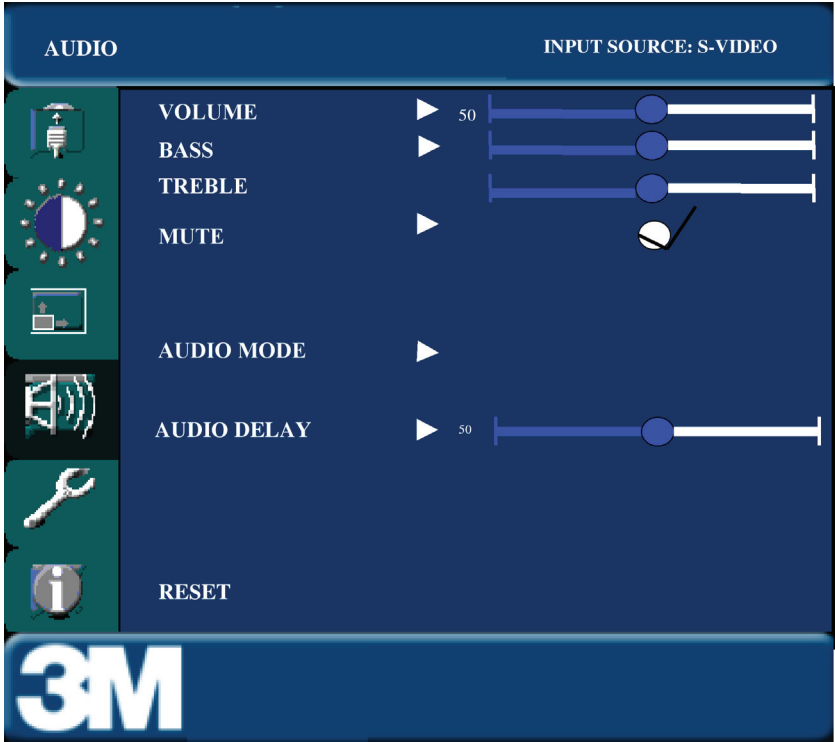 AUDIO
INPUT SOURCE: S-VIDEO
VOLUME 50
BASS
TREBLE
MUTE
AUDIO MODE
AUDIO DELAY 50
RESET
3M